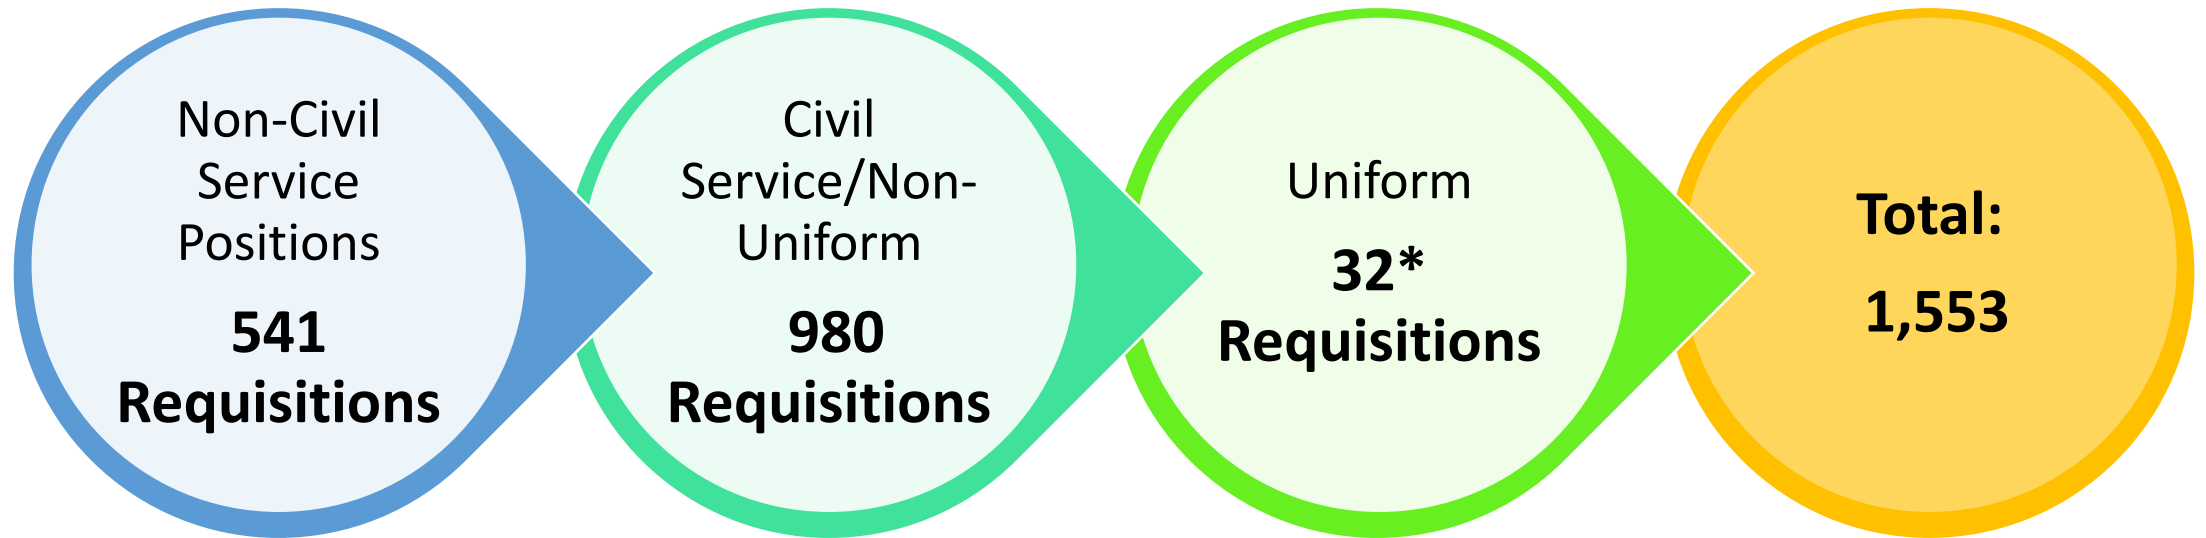 Non-Civil
Service
Positions
541
Requisitions
Civil
Service/Non-
Uniform
980
Requisitions
Uniform
32*
Requisitions
Total:
1,553